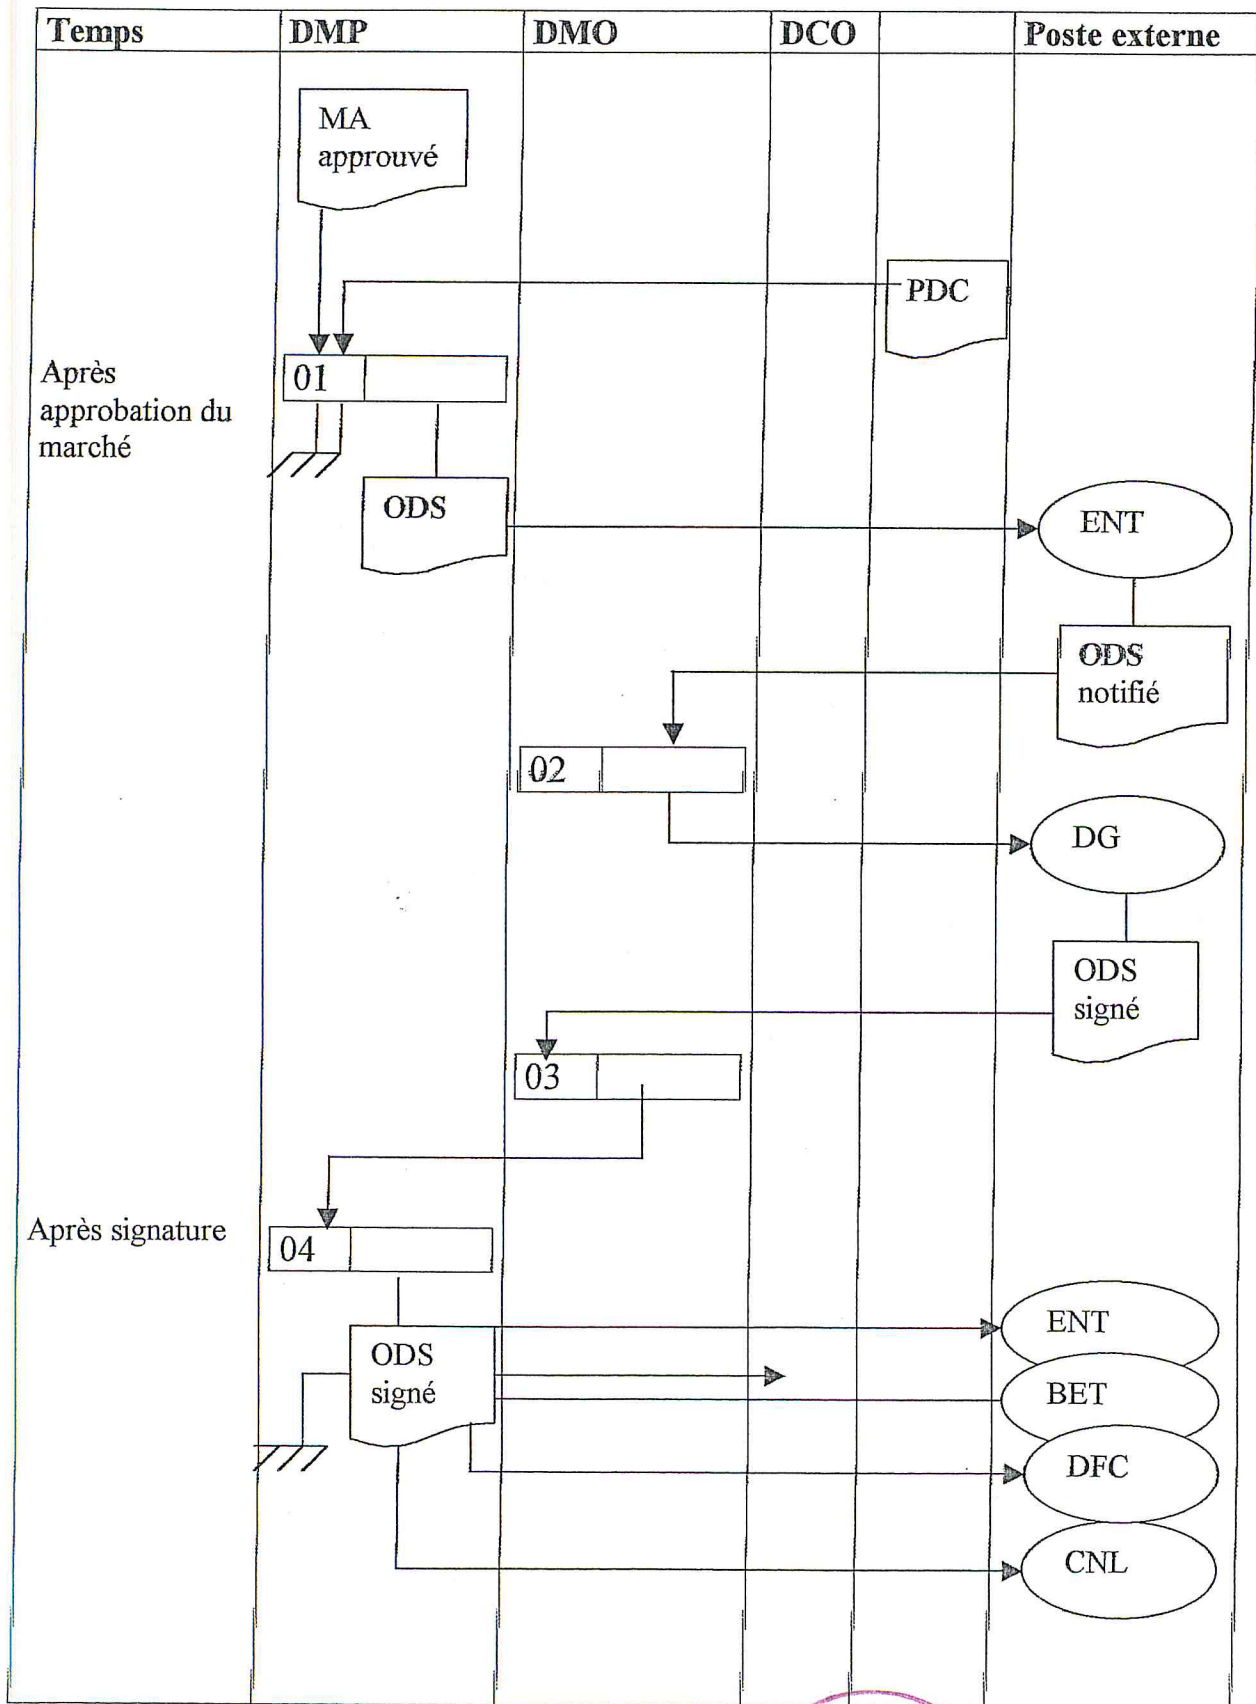 Temps DMP DMO DCO Poste externe
MA
approuvé
PDC
Après
approbation du
marché
01
ODS
ENT
ODS
notifié
02
DG
ODS
signé
03
Après signature
04
ODS
signé
ENT
BET
DFC
CNL